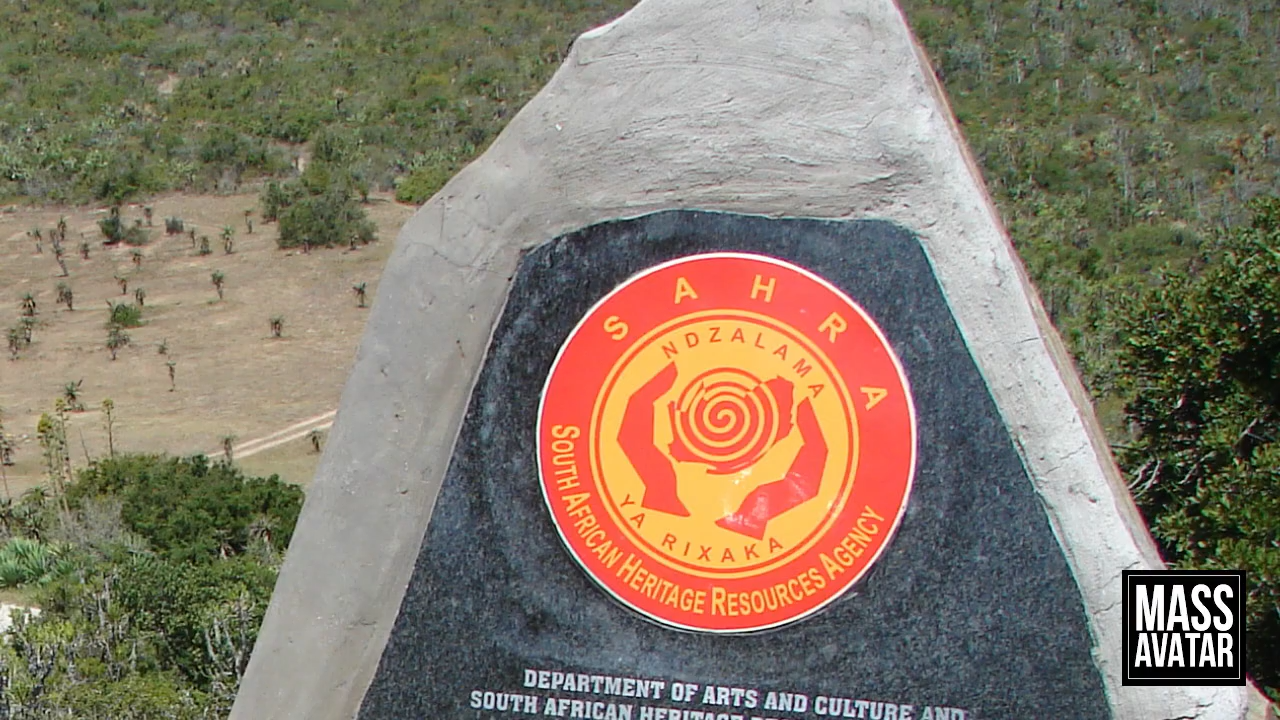 SAHRA
NDZALAMA
YA RIXAKA
SOUTH AFRICAN HERITAGE RESOURCES AGENCY
DEPARTMENT OF ARTS AND CULTURE AND
SOUTH AFRICAN HERITAGE
MASS
AVATAR